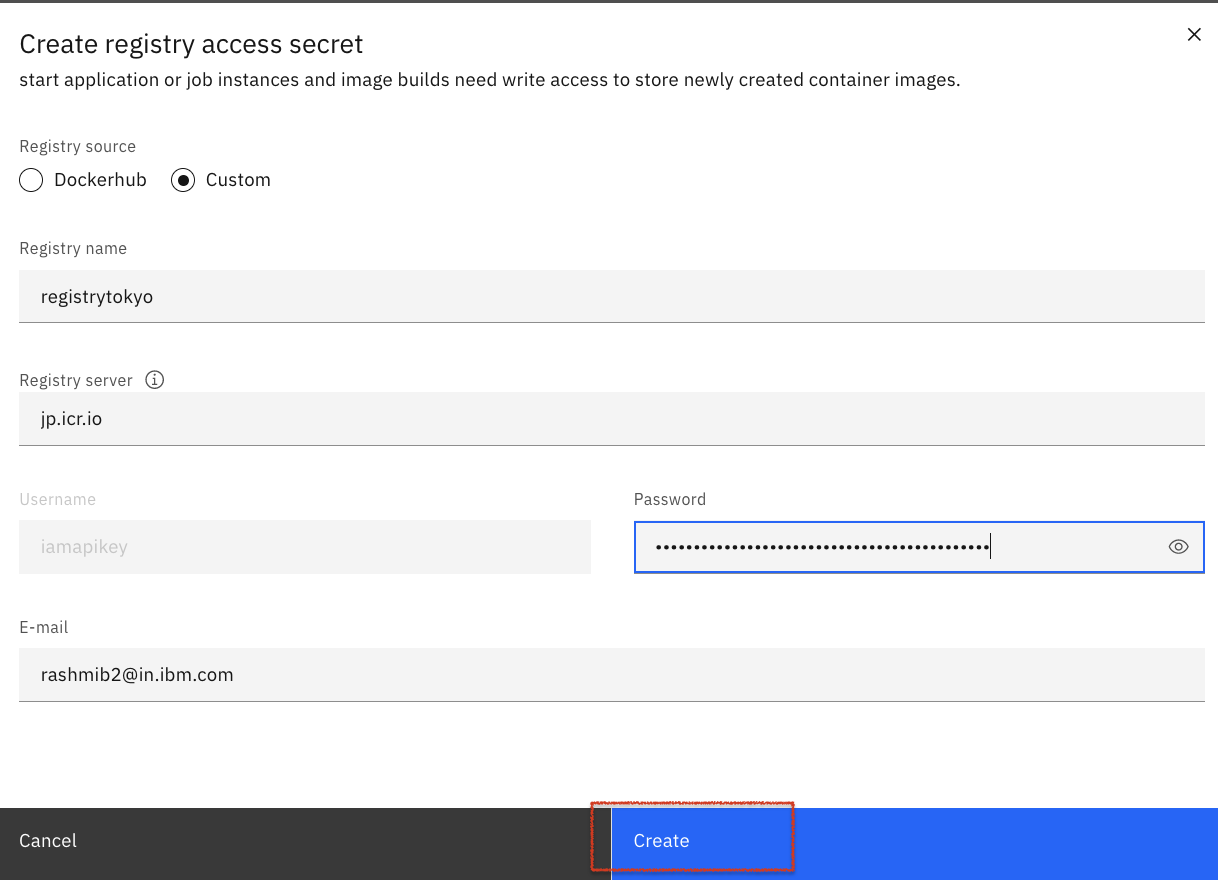 Create registry access secret
start application or job instances and image builds need write access to store newly created container images.
Registry source
Dockerhub Custom
Registry name
registrytokyo
Registry server
jp.icr.io
Username Password
iamapikey ••••••••••••••••••••••••••••••••••••••••••••
E-mail
rashmib2@in.ibm.com
Cancel Create